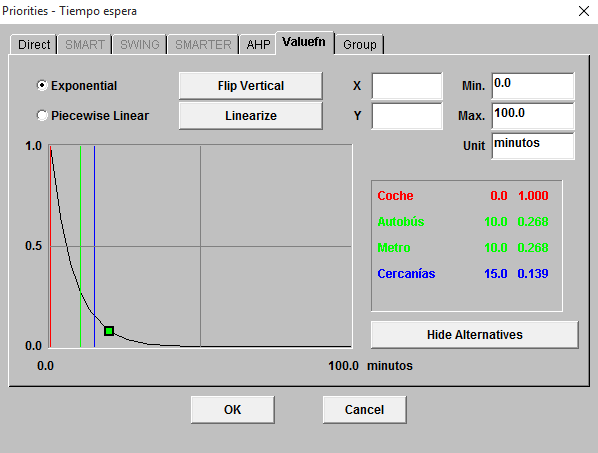 Priorities - Tiempo espera
Direct SMART SWING SMARTER AHP Valuefn Group
Exponential Flip Vertical X Min. 0.0
Piecewise Linear Linearize Y Max. 100.0
Unit minutos
1.0
0.5
0.0
0.0 100.0 minutos
Coche 0.0 1.000
Autobús 10.0 0.268
Metro 10.0 0.268
Cercanías 15.0 0.139
Hide Alternatives
OK Cancel